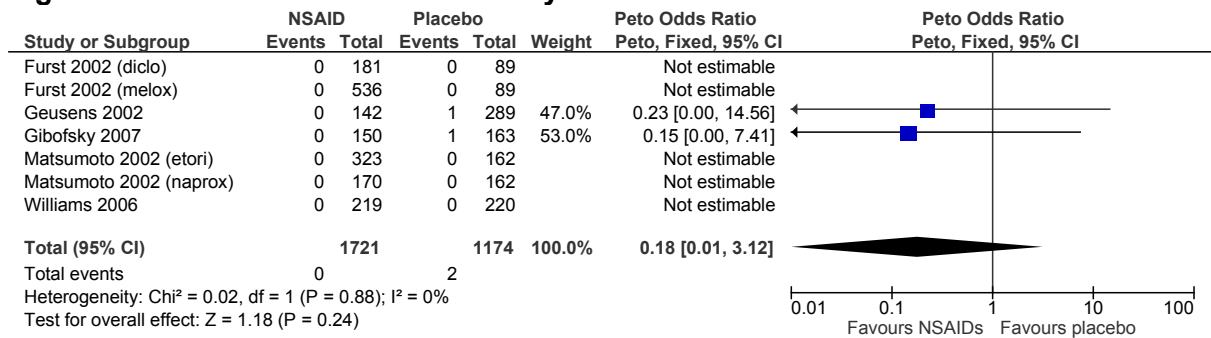 NSAID Placebo Peto Odds Ratio Peto Odds Ratio
Study or Subgroup Events Total Events Total Weight Peto, Fixed, 95% CI Peto, Fixed, 95% CI
Furst 2002 (diclo) 0 181 0 89 Not estimable
Furst 2002 (melox) 0 536 0 89 Not estimable
Geusens 2002 0 142 1 289 47.0% 0.23 [0.00, 14.56]
Gibofsky 2007 0 150 1 163 53.0% 0.15 [0.00, 7.41]
Matsumoto 2002 (etori) 0 323 0 162 Not estimable
Matsumoto 2002 (naprox) 0 170 0 162 Not estimable
Williams 2006 0 219 0 220 Not estimable
Total (95% CI) 1721 1174 100.0% 0.18 [0.01, 3.12]
Total events 0 2
Heterogeneity: Chi² = 0.02, df = 1 (P = 0.88); I² = 0%
Test for overall effect: Z = 1.18 (P = 0.24)
0.01 0.1 1 10 100
Favours NSAIDs Favours placebo